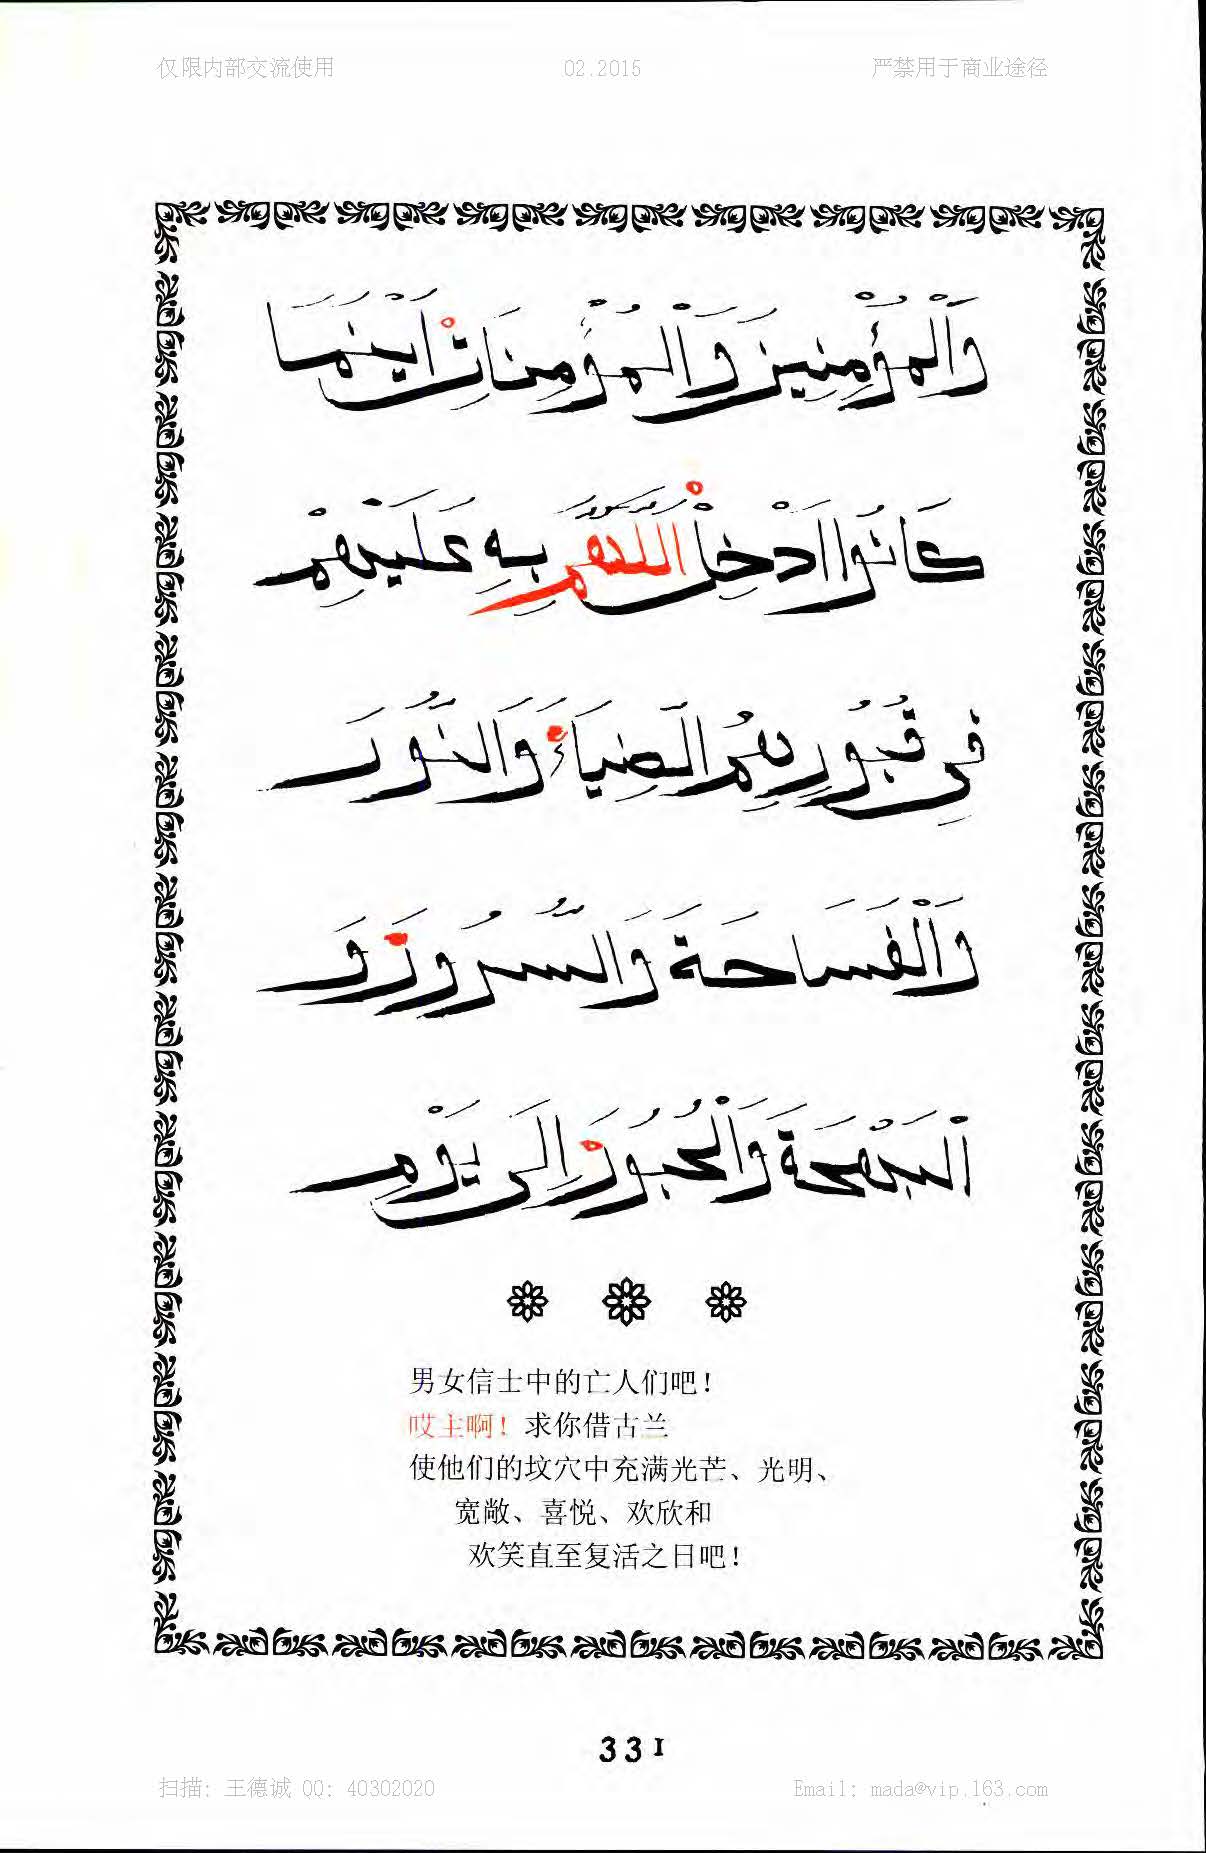 仅限内部交流使用 02.2015 严禁用于商业途径
وَالْمُؤْمِنِينَ وَالْمُؤْمِنَاتِ أَيْنَمَا
كَانُوا اَدْخِلْ اللّٰهُمَّ بِهِ عَلَيْهِمْ
فِي قُبُورِهِمُ الضِّيَاءَ وَالنُّورَ
وَالْفَسَاحَةَ وَالسُّرُورَ وَ
الْبَهْجَةَ وَالْحُبُورَ اِلَى يَوْمِ
男女信士中的亡人们吧！
哎主啊！求你借古兰
使他们的坟穴中充满光芒、光明、
宽敞、喜悦、欢欣和
欢笑直至复活之日吧！
331
扫描：王德诚 QQ：40302020 Email：mada@vip.163.com